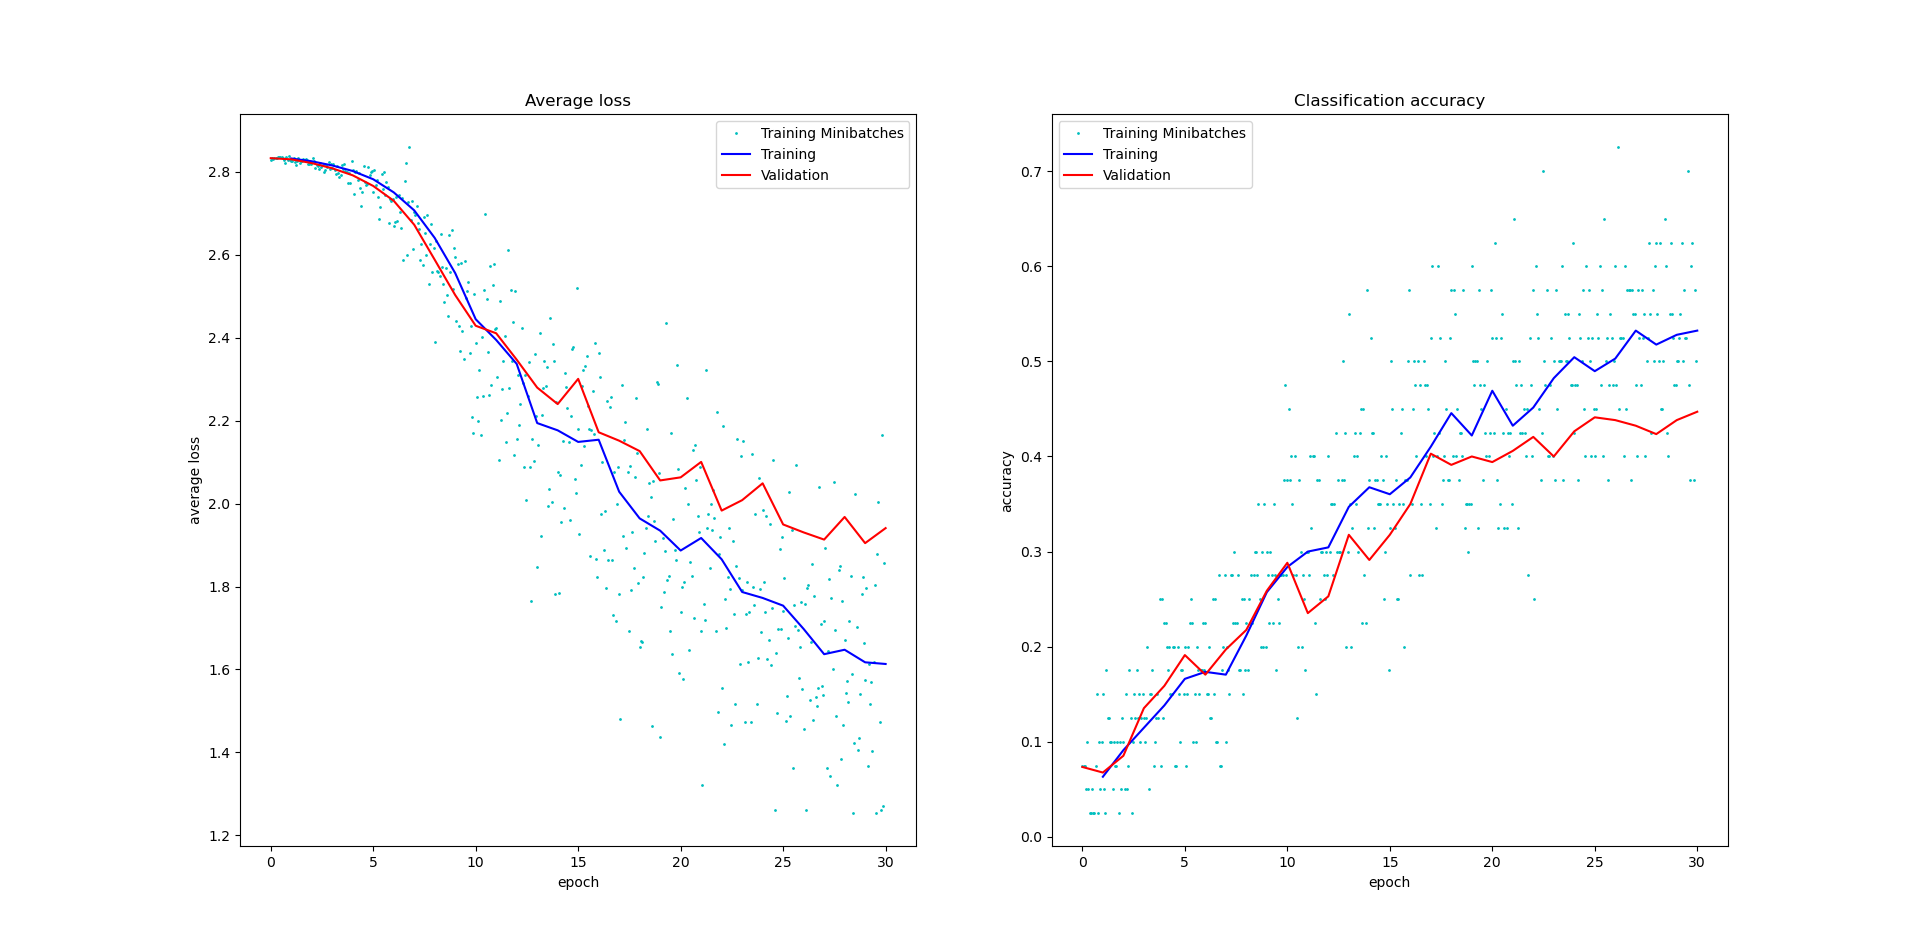 Average loss
Training Minibatches
Training
Validation
2.8
2.6
2.4
2.2
2.0
1.8
1.6
1.4
1.2
average loss
0 5 10 15 20 25 30
epoch
Classification accuracy
Training Minibatches
Training
Validation
0.7
0.6
0.5
0.4
0.3
0.2
0.1
0.0
accuracy
0 5 10 15 20 25 30
epoch